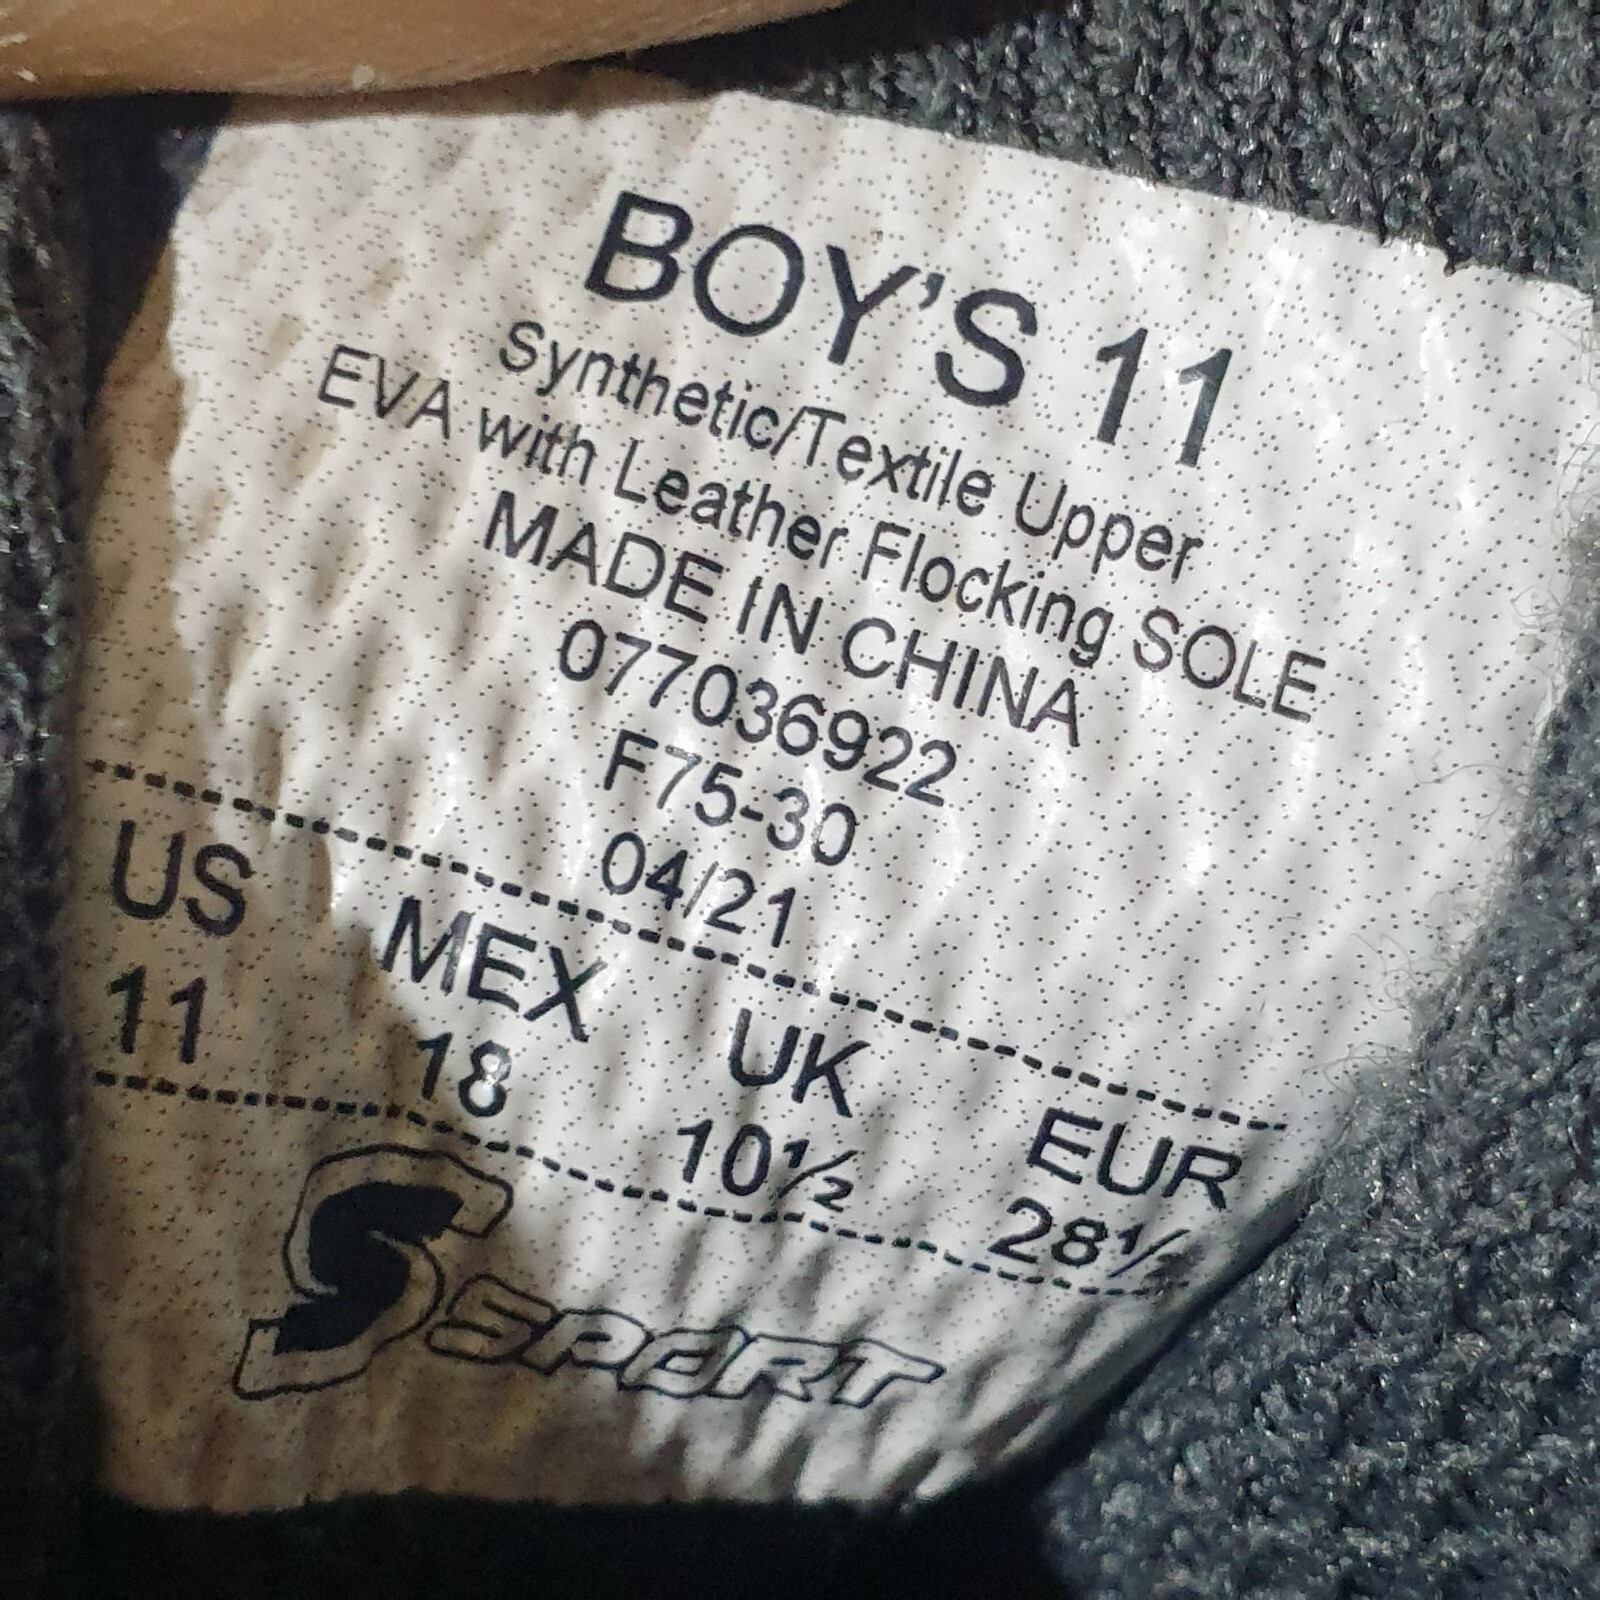 BOY'S 11
Synthetic/Textile Upper
EVA with Leather Flocking SOLE
MADE IN CHINA
077036922
F75-30
04/21
US MEX UK EUR
11 18 10½ 28½
S SPORT